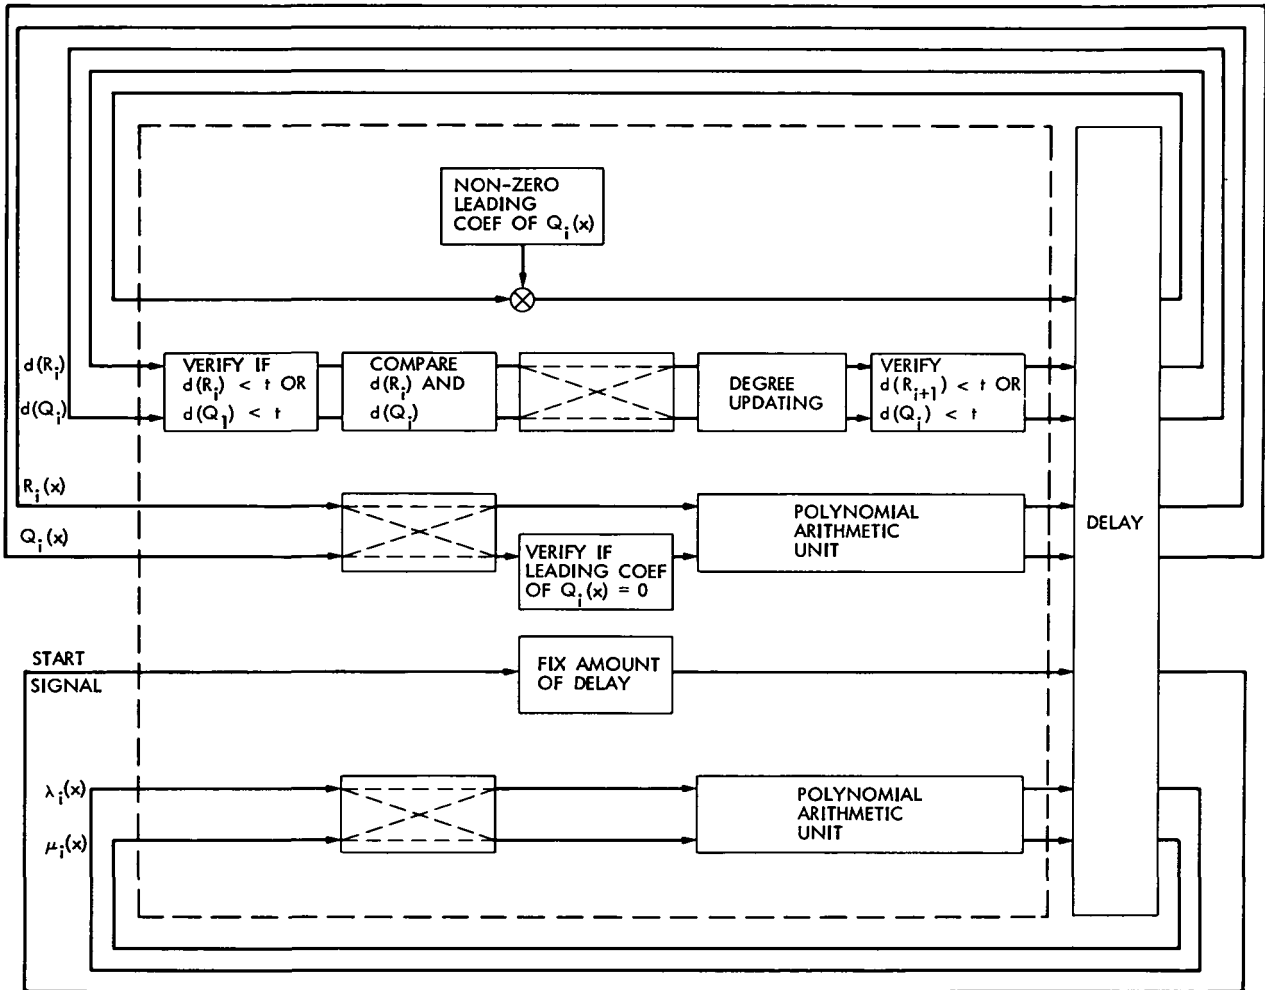 NON-ZERO
LEADING
COEF OF Q_i(x)
d(R_i)
d(Q_i)
VERIFY IF
d(R_i) < t OR
d(Q_1) < t
COMPARE
d(R_i) AND
d(Q_i)
DEGREE
UPDATING
VERIFY
d(R_{i+1}) < t OR
d(Q_i) < t
R_i(x)
Q_i(x)
VERIFY IF
LEADING COEF
OF Q_i(x) = 0
POLYNOMIAL
ARITHMETIC
UNIT
DELAY
START
SIGNAL
FIX AMOUNT
OF DELAY
λ_i(x)
μ_i(x)
POLYNOMIAL
ARITHMETIC
UNIT